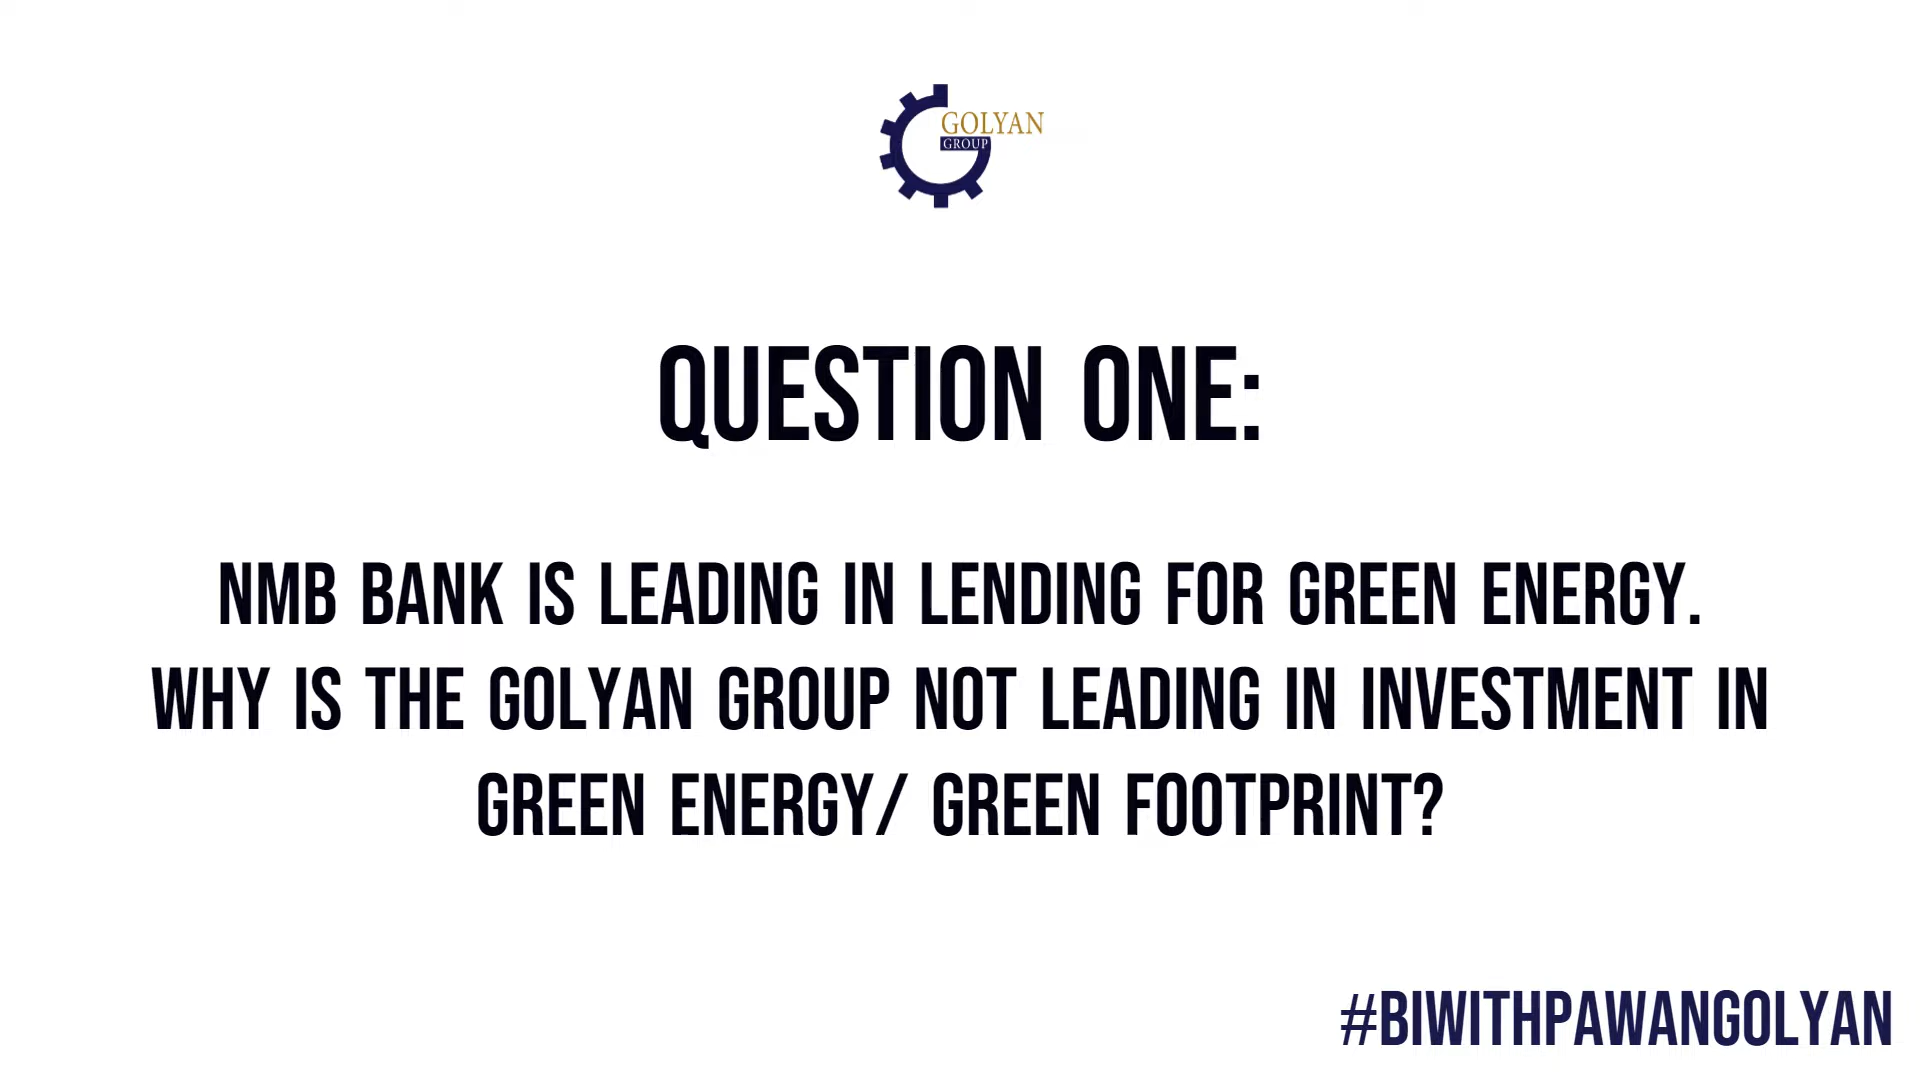 GOLYAN
GROUP
QUESTION ONE:
NMB BANK IS LEADING IN LENDING FOR GREEN ENERGY.
WHY IS THE GOLYAN GROUP NOT LEADING IN INVESTMENT IN
GREEN ENERGY/ GREEN FOOTPRINT?
#BIWITHPAWANGOLYAN